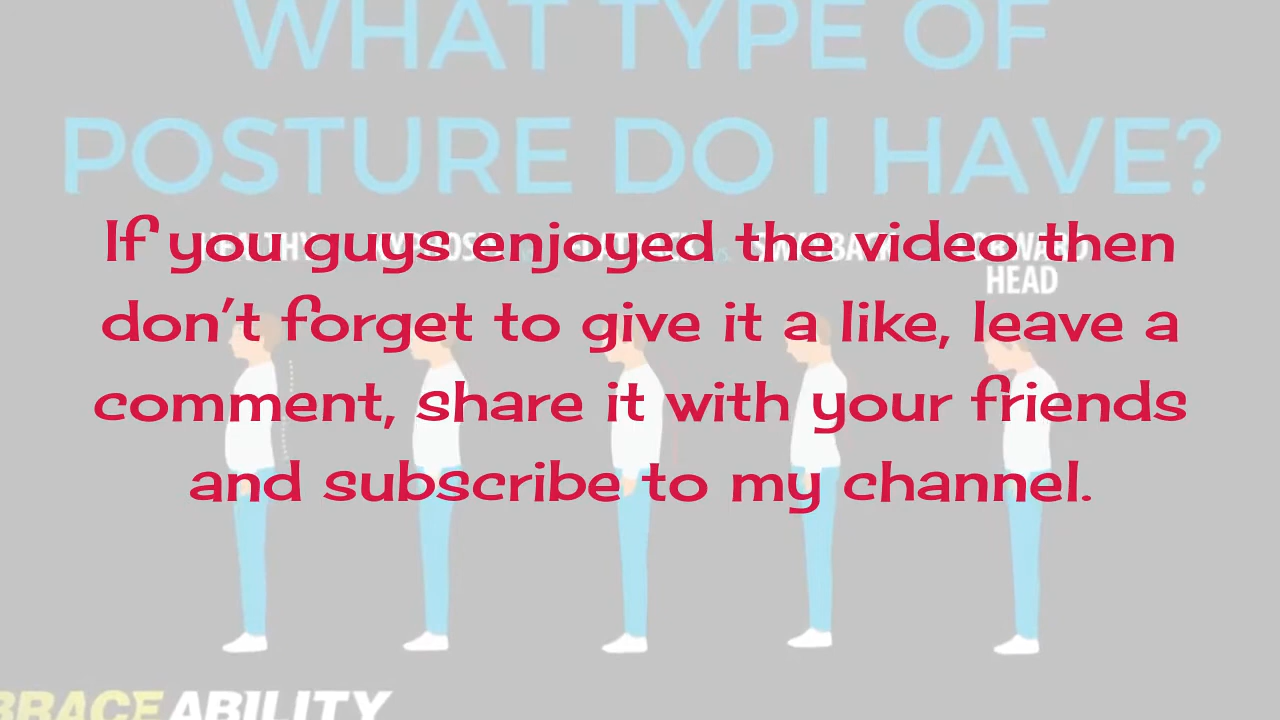 WHAT TYPE OF
POSTURE DO I HAVE?
If you guys enjoyed the video then
HEAD
don't forget to give it a like, leave a
comment, share it with your friends
and subscribe to my channel.
BRACEABILITY